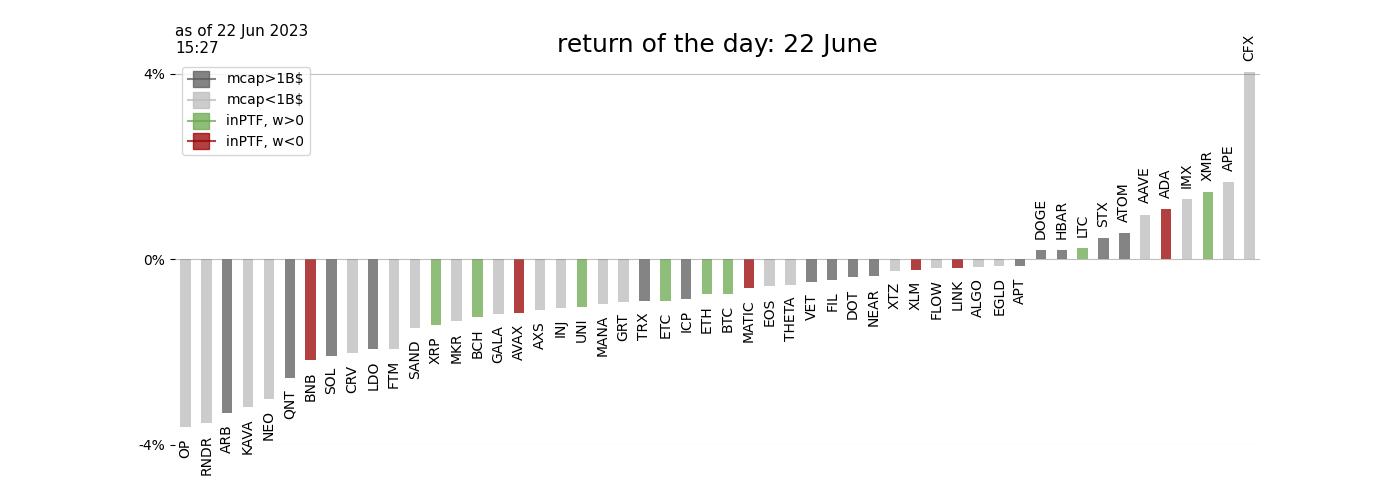 as of 22 Jun 2023
15:27
return of the day: 22 June
mcap>1B$
mcap<1B$
inPTF, w>0
inPTF, w<0
4%
0%
-4%
OP
RNDR
ARB
KAVA
NEO
QNT
BNB
SOL
CRV
LDO
FTM
SAND
XRP
MKR
BCH
GALA
AVAX
AXS
INJ
UNI
MANA
GRT
TRX
ETC
ICP
ETH
BTC
MATIC
EOS
THETA
VET
FIL
DOT
NEAR
XTZ
XLM
FLOW
LINK
ALGO
EGLD
APT
DOGE
HBAR
LTC
STX
ATOM
AAVE
ADA
IMX
XMR
APE
CFX